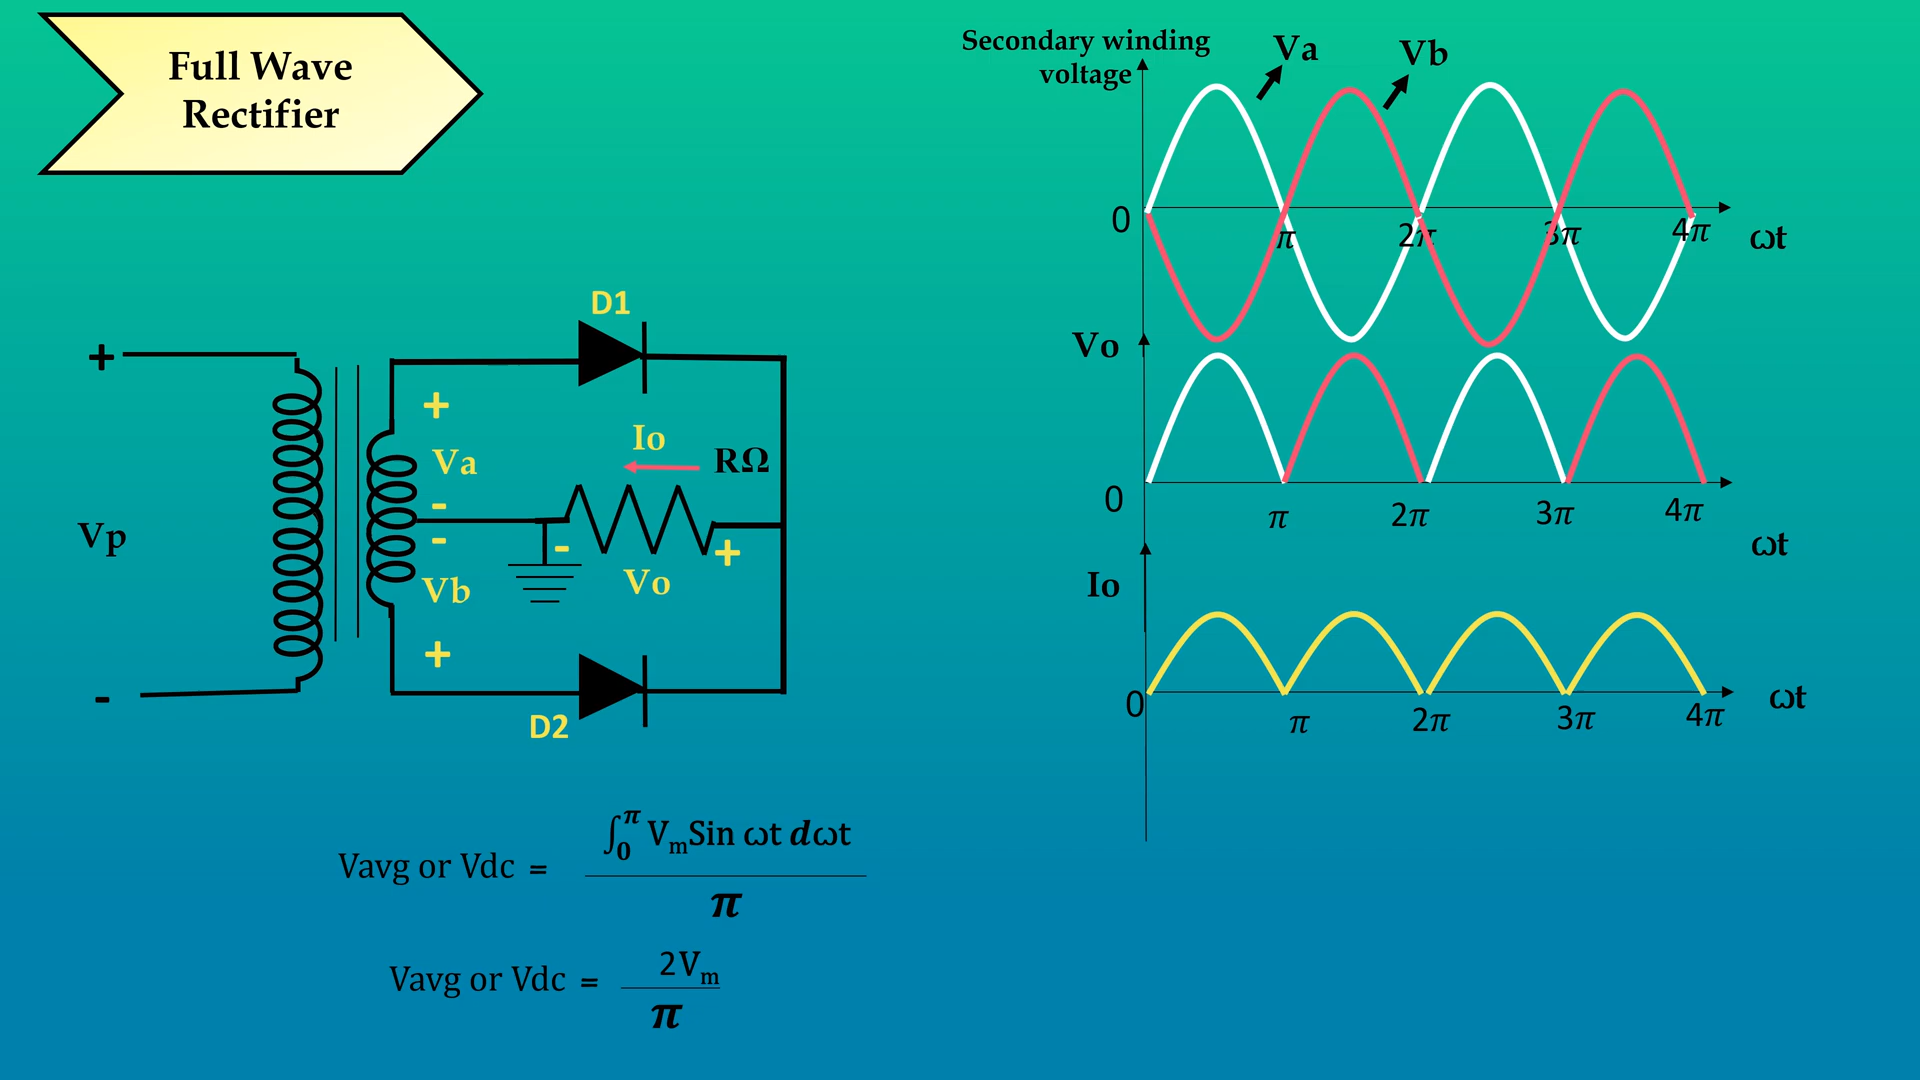 Full Wave
Rectifier
Secondary winding
voltage
Va
Vb
0
π
2π
3π
4π
ωt
Vo
0
π
2π
3π
4π
ωt
Io
0
π
2π
3π
4π
ωt
D1
+
+
Va
-
-
Vb
+
Io
RΩ
-
Vo
+
Vp
-
D2
Vavg or Vdc = ∫₀^π VₘSin ωt dωt / π
Vavg or Vdc = 2Vₘ / π